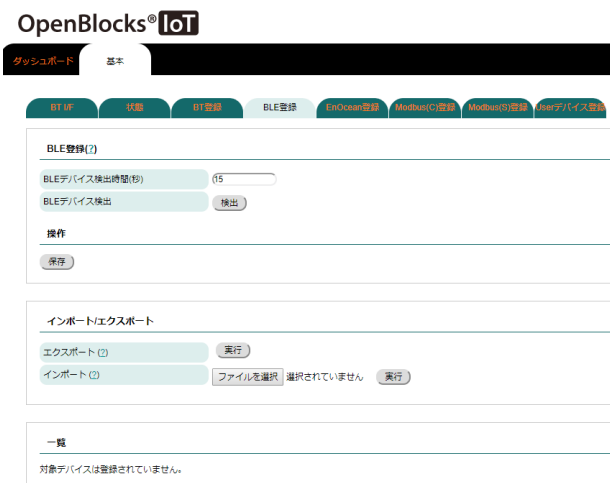 OpenBlocks® IoT
ダッシュボード 基本
BT I/F 状態 BT登録 BLE登録 EnOcean登録 Modbus(C)登録 Modbus(S)登録 Userデバイス登録
BLE登録(?)
BLEデバイス検出時間(秒) 15
BLEデバイス検出 検出
操作
保存
インポート/エクスポート
エクスポート (?) 実行
インポート (?) ファイルを選択 選択されていません 実行
一覧
対象デバイスは登録されていません。